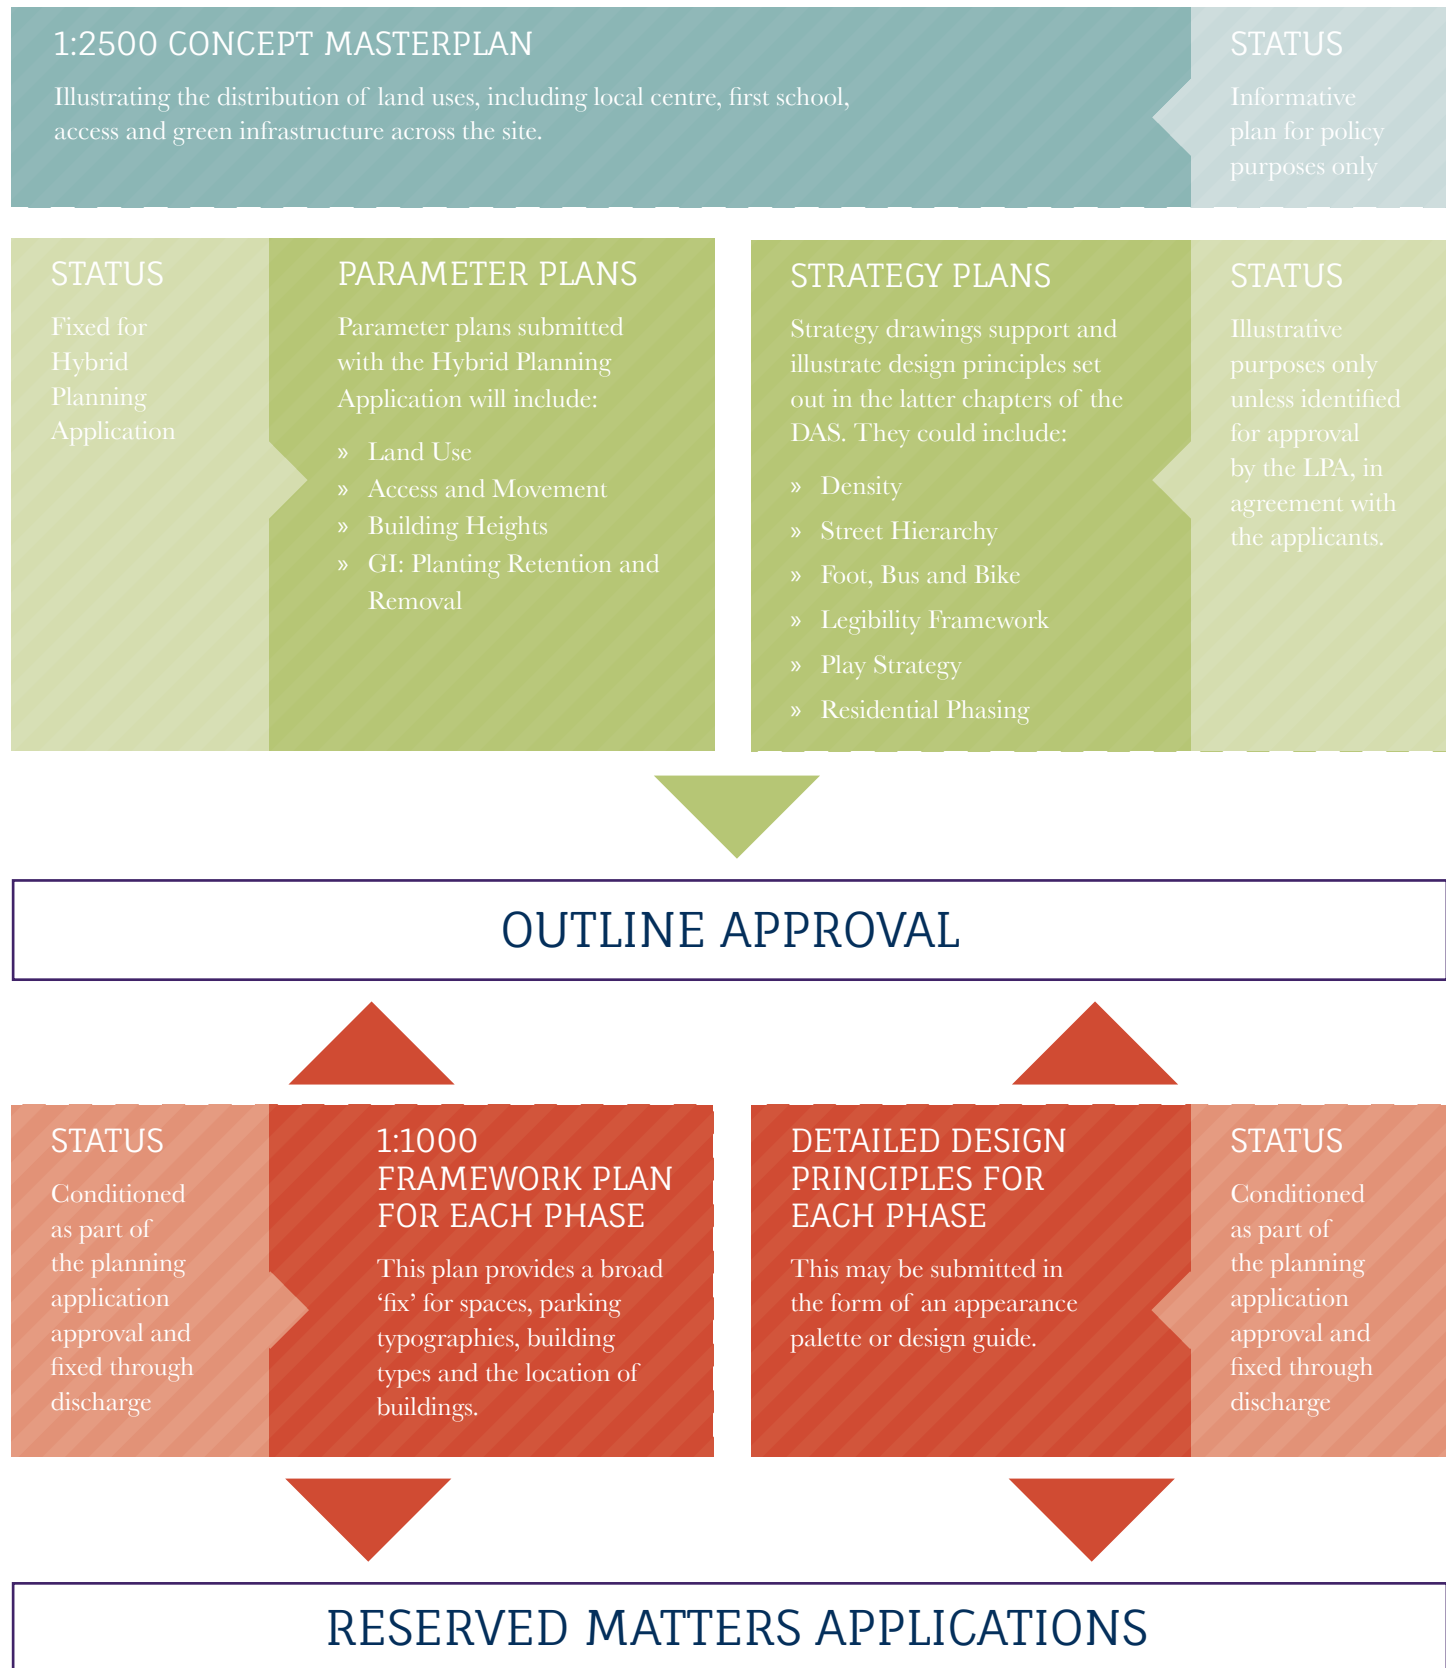 1:2500 CONCEPT MASTERPLAN
Illustrating the distribution of land uses, including local centre, first school,
access and green infrastructure across the site.
STATUS
Informative
plan for policy
purposes only
STATUS
Fixed for
Hybrid
Planning
Application
PARAMETER PLANS
Parameter plans submitted
with the Hybrid Planning
Application will include:
» Land Use
» Access and Movement
» Building Heights
» GI: Planting Retention and
Removal
STRATEGY PLANS
Strategy drawings support and
illustrate design principles set
out in the latter chapters of the
DAS. They could include:
» Density
» Street Hierarchy
» Foot, Bus and Bike
» Legibility Framework
» Play Strategy
» Residential Phasing
STATUS
Illustrative
purposes only
unless identified
for approval
by the LPA, in
agreement with
the applicants.
OUTLINE APPROVAL
STATUS
Conditioned
as part of
the planning
application
approval and
fixed through
discharge
1:1000
FRAMEWORK PLAN
FOR EACH PHASE
This plan provides a broad
‘fix’ for spaces, parking
typographies, building
types and the location of
buildings.
DETAILED DESIGN
PRINCIPLES FOR
EACH PHASE
This may be submitted in
the form of an appearance
palette or design guide.
STATUS
Conditioned
as part of
the planning
application
approval and
fixed through
discharge
RESERVED MATTERS APPLICATIONS